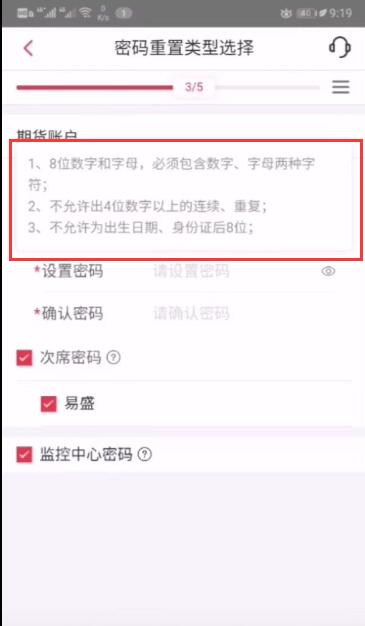 9:19
密码重置类型选择
3/5
期货账户
1、8位数字和字母，必须包含数字、字母两种字
符；
2、不允许出4位数字以上的连续、重复；
3、不允许为出生日期、身份证后8位；
*设置密码 请设置密码
*确认密码 请确认密码
次席密码?
易盛
监控中心密码?